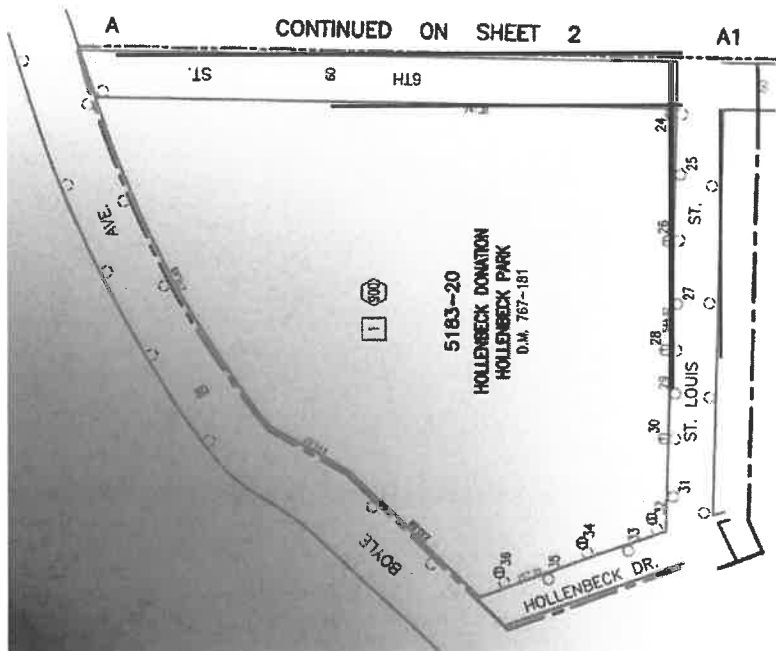 A CONTINUED ON SHEET 2 A1
6TH ST.
AVE.
BOYLE
1 900
5183-20
HOLLENBECK DONATION
HOLLENBECK PARK
D.M. 767-181
24
25
26
27
28
29
30
31
34
35
36
ST. LOUIS ST.
HOLLENBECK DR.